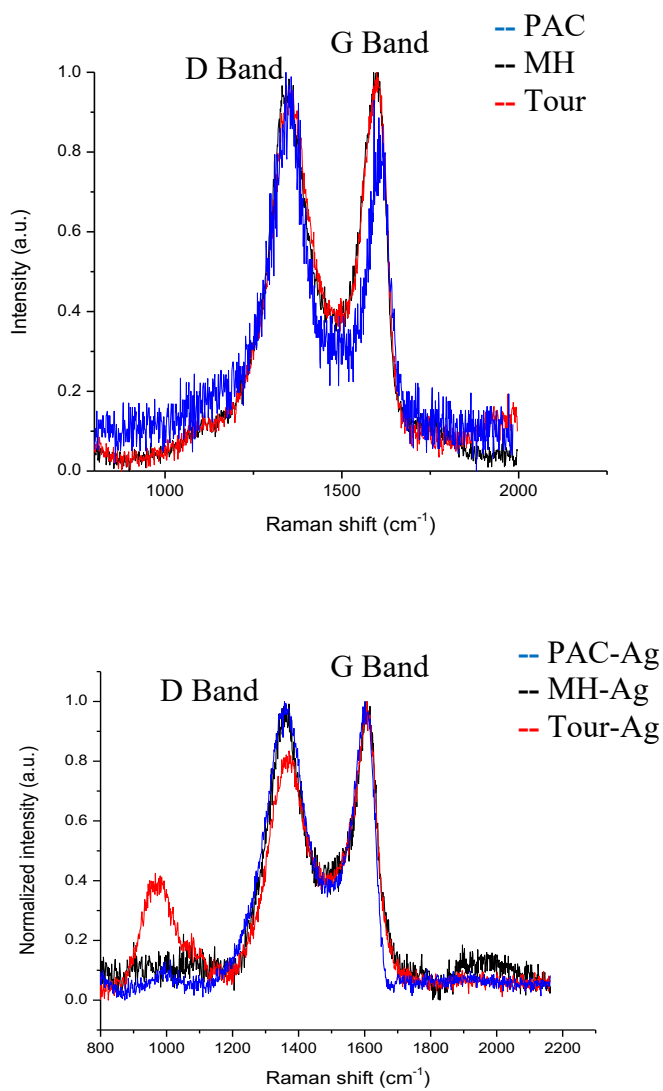 PAC
MH
Tour
D Band
G Band
1.0
0.8
0.6
0.4
0.2
0.0
Intensity (a.u.)
1000
1500
2000
Raman shift (cm⁻¹)
PAC-Ag
MH-Ag
Tour-Ag
D Band
G Band
1.0
0.8
0.6
0.4
0.2
0.0
Normalized intensity (a.u.)
800
1000
1200
1400
1600
1800
2000
2200
Raman shift (cm⁻¹)